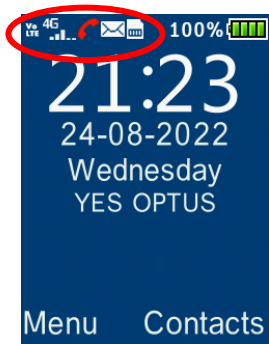 Vo LTE 4G 100%
21:23
24-08-2022
Wednesday
YES OPTUS
Menu Contacts